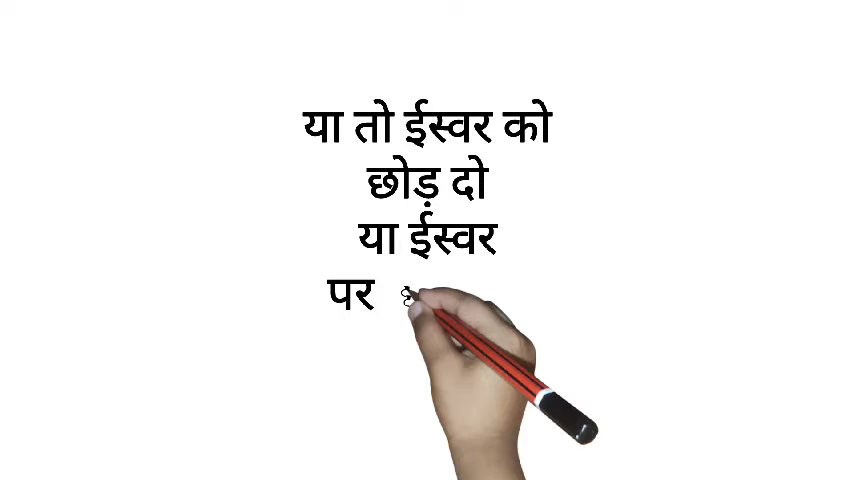 या तो ईस्वर को
छोड़ दो
या ईस्वर
पर